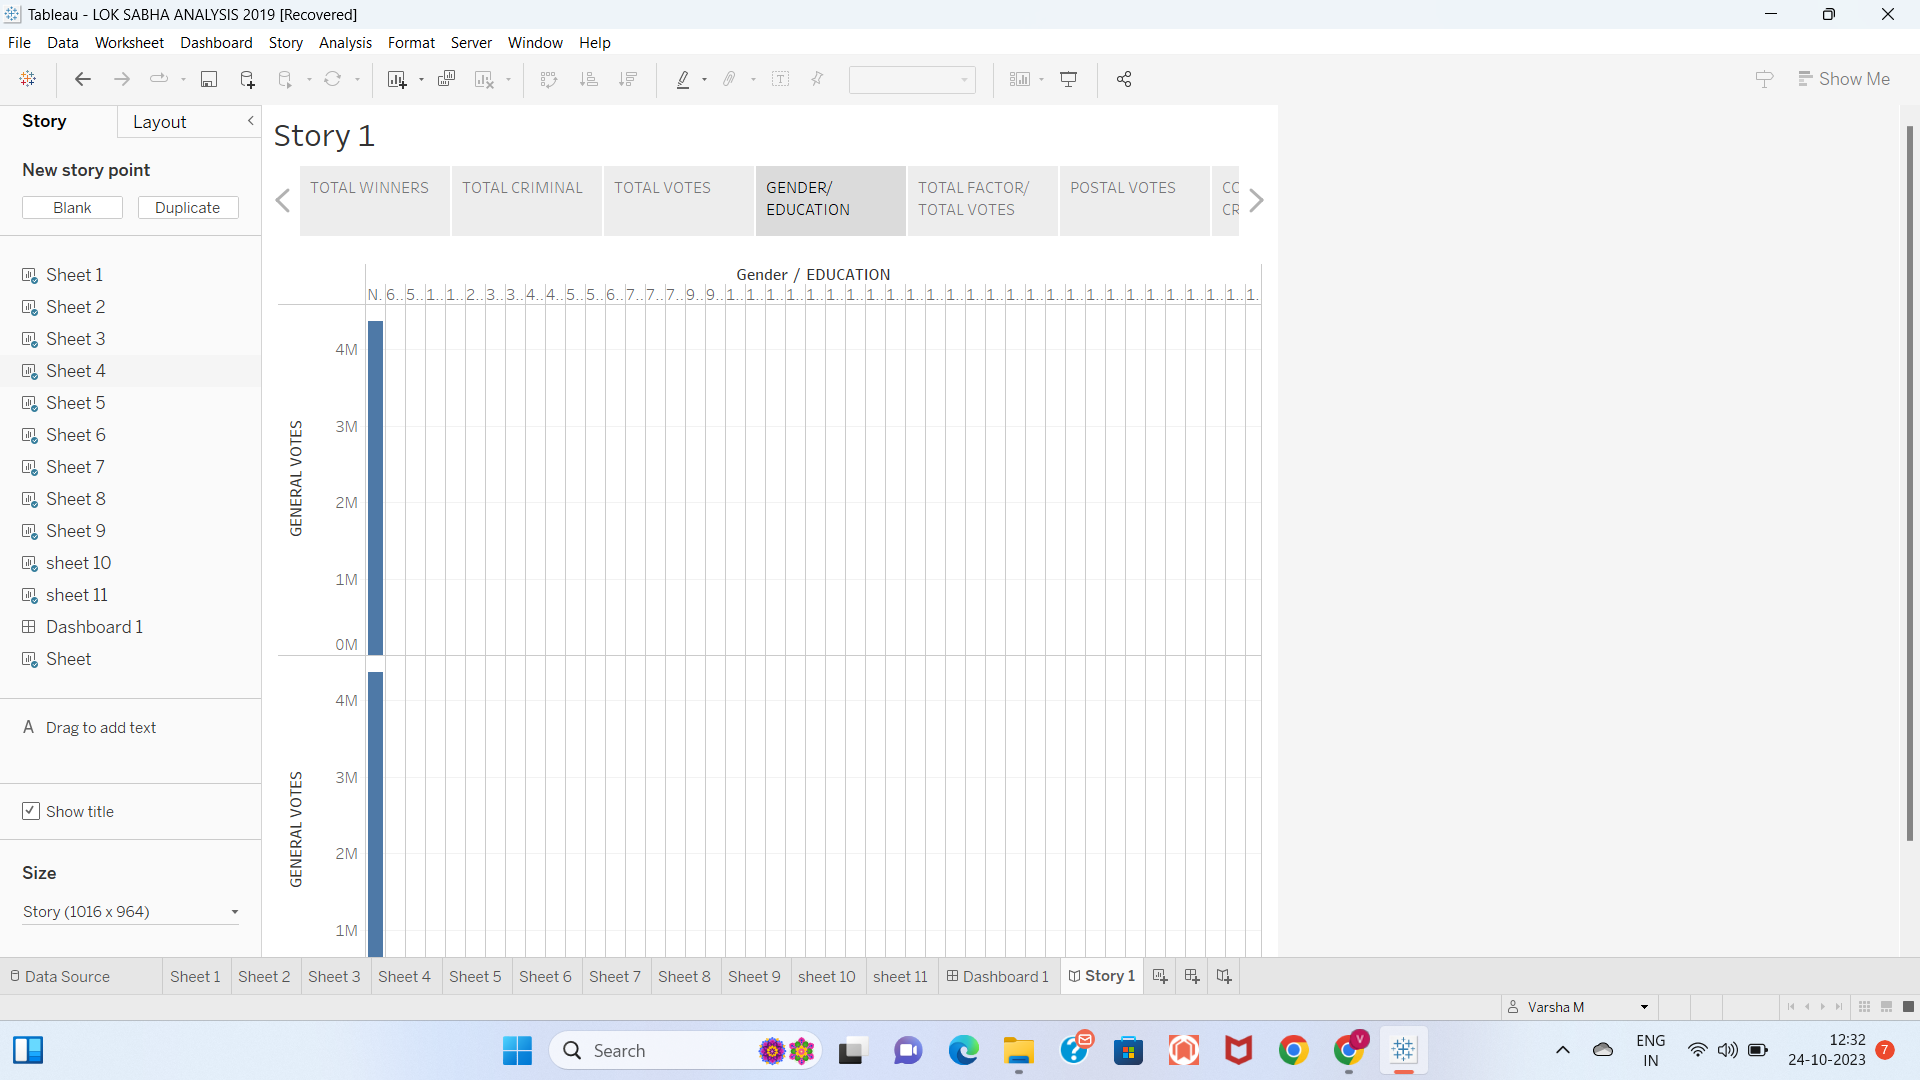 Tableau - LOK SABHA ANALYSIS 2019 [Recovered]
File Data Worksheet Dashboard Story Analysis Format Server Window Help
Show Me
Story Layout
New story point
Blank Duplicate
Sheet 1
Sheet 2
Sheet 3
Sheet 4
Sheet 5
Sheet 6
Sheet 7
Sheet 8
Sheet 9
sheet 10
sheet 11
Dashboard 1
Sheet
A Drag to add text
Show title
Size
Story (1016 x 964)
Story 1
TOTAL WINNERS
TOTAL CRIMINAL
TOTAL VOTES
GENDER/
EDUCATION
TOTAL FACTOR/
TOTAL VOTES
POSTAL VOTES
CC
CR
Gender / EDUCATION
N.. 6.. 5.. 1.. 1.. 2.. 3.. 3.. 4.. 4.. 5.. 5.. 6.. 7.. 7.. 7.. 9.. 9.. 1.. 1.. 1.. 1.. 1.. 1.. 1.. 1.. 1.. 1.. 1.. 1.. 1.. 1.. 1.. 1.. 1.. 1.. 1.. 1.. 1.. 1.. 1.. 1.. 1.. 1.. 1..
GENERAL VOTES
4M
3M
2M
1M
0M
GENERAL VOTES
4M
3M
2M
1M
Data Source Sheet 1 Sheet 2 Sheet 3 Sheet 4 Sheet 5 Sheet 6 Sheet 7 Sheet 8 Sheet 9 sheet 10 sheet 11 Dashboard 1 Story 1
Varsha M
Search
V
ENG
IN
12:32
24-10-2023
7